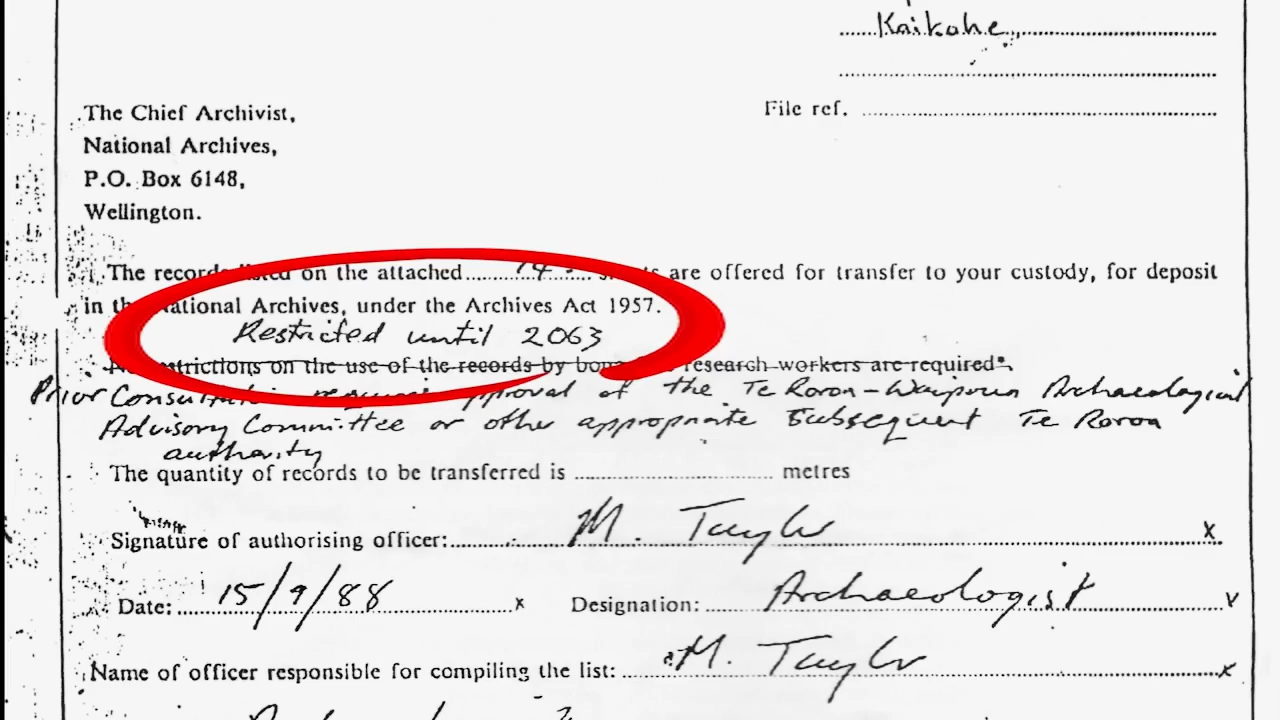 Kaikohe,
The Chief Archivist,
File ref.
National Archives,
P.O. Box 6148,
Wellington.
The records listed on the attached 14 are offered for transfer to your custody, for deposit
in the National Archives, under the Archives Act 1957.
Restricted until 2063
restrictions on the use of the records by research workers are required*.
Prior Consultation approval of the Te Roroa-Waipoua Archaeological
Advisory Committee or other appropriate subsequent Te Roroa
authority
The quantity of records to be transferred is metres
Signature of authorising officer: M. Taylor x
Date: 15/9/88 x Designation: Archaeologist
Name of officer responsible for compiling the list: M. Taylor x